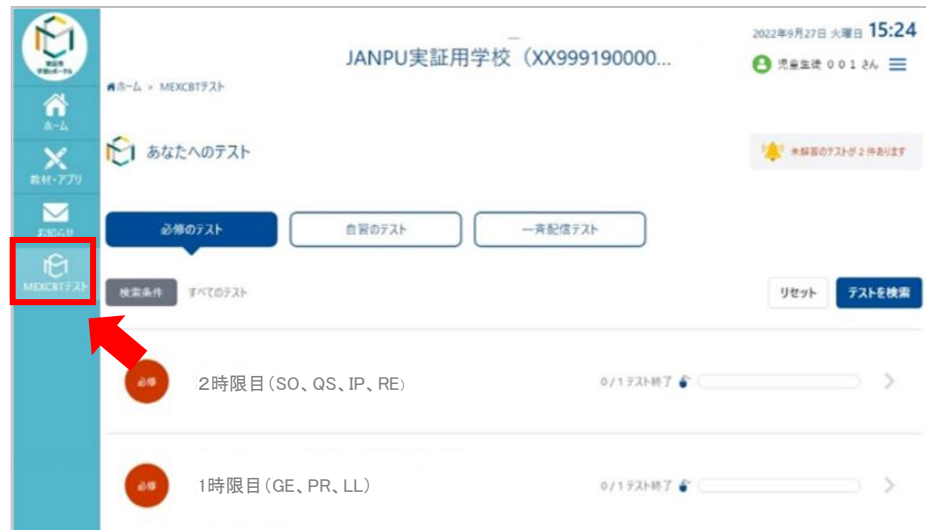 2022年9月27日 火曜日 15:24
JANPU実証用学校（XX999190000...
児童生徒 001 さん
ホーム > MEXCBTテスト
ホーム
教材・アプリ
お知らせ
MEXCBTテスト
あなたへのテスト
未解答のテストが 2 件あります
必修のテスト
自習のテスト
一斉配信テスト
検索条件
すべてのテスト
リセット
テストを検索
必修
2時限目（SO、QS、IP、RE）
0/1テスト終了
必修
1時限目（GE、PR、LL）
0/1テスト終了